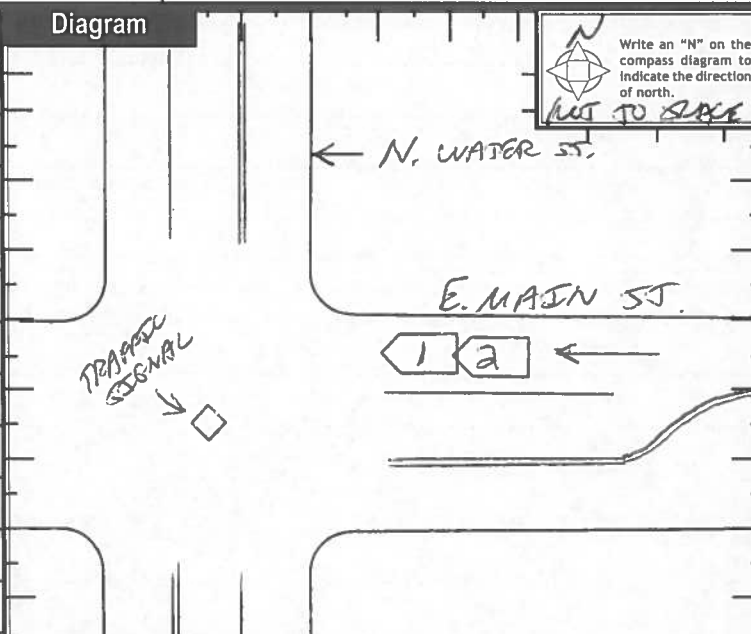 Diagram
N
Write an "N" on the
compass diagram to
indicate the direction
of north.
NOT TO SCALE
N. WATER ST.
E. MAIN ST.
TRAFFIC
SIGNAL
1 2